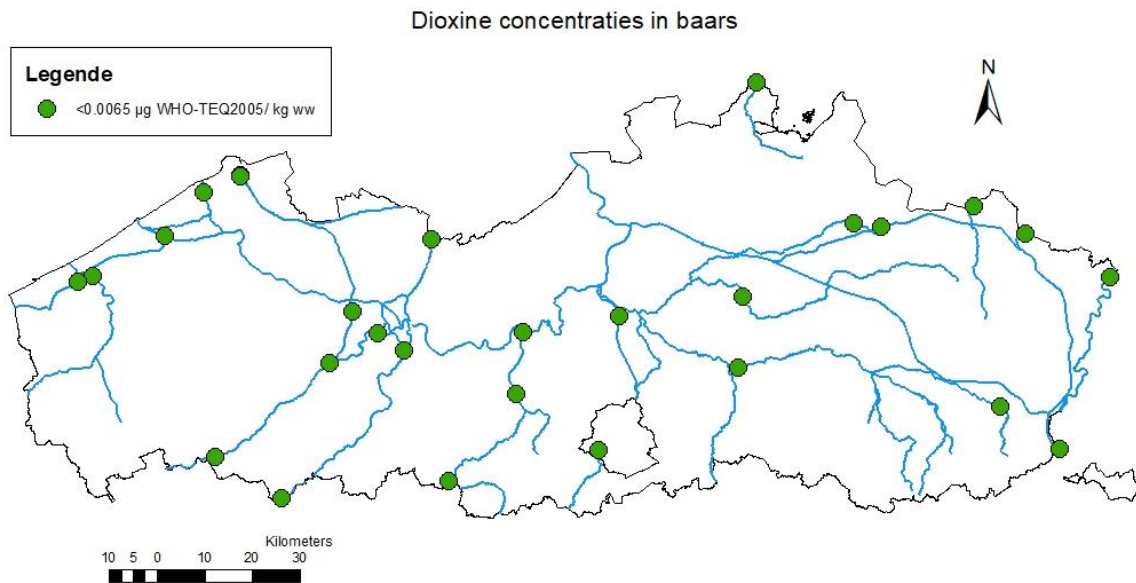 Dioxine concentraties in baars
Legende
<0.0065 µg WHO-TEQ2005/ kg ww
N
Kilometers
10 5 0 10 20 30